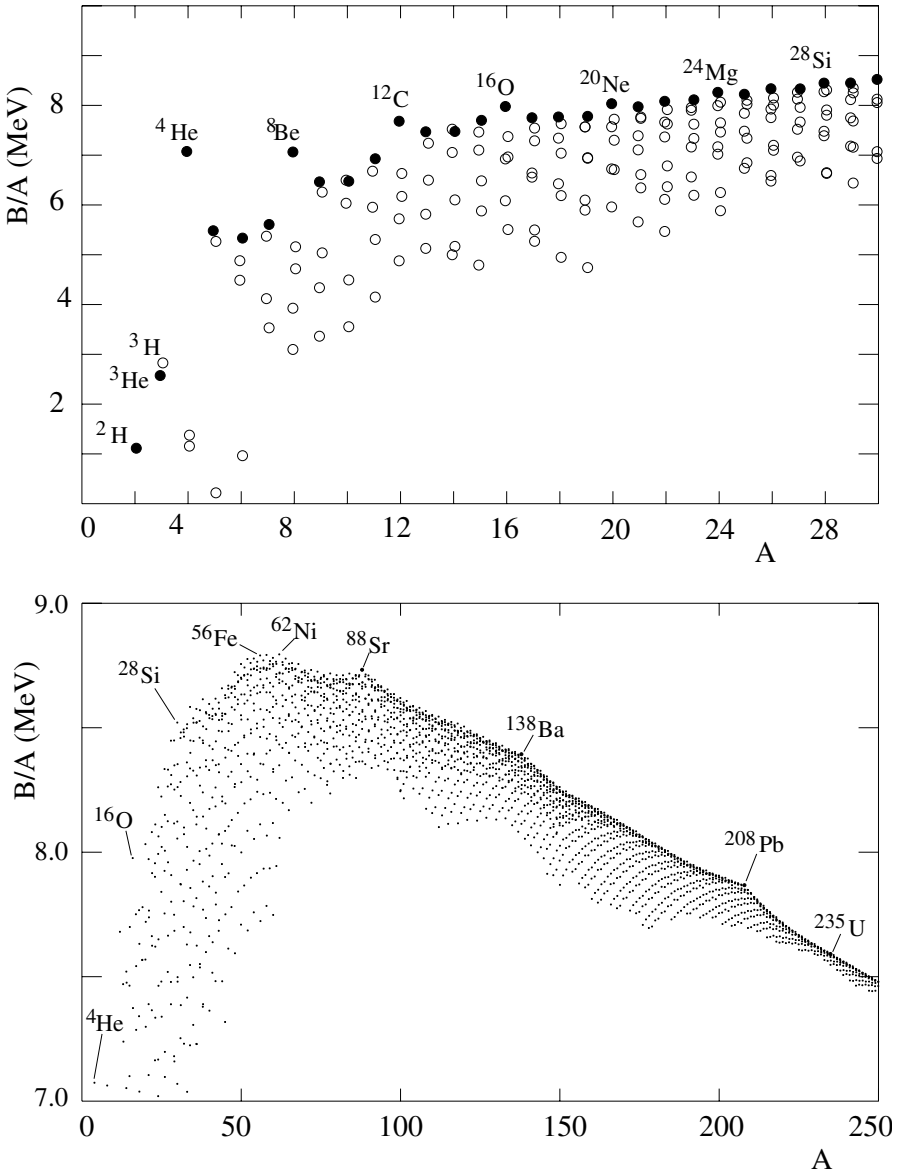 8
6
4
2
B/A (MeV)
⁴He
⁸Be
¹²C
¹⁶O
²⁰Ne
²⁴Mg
²⁸Si
³H
³He
²H
0 4 8 12 16 20 24 28
A
9.0
8.0
7.0
B/A (MeV)
⁵⁶Fe
⁶²Ni
⁸⁸Sr
²⁸Si
¹³⁸Ba
¹⁶O
²⁰⁸Pb
²³⁵U
⁴He
0 50 100 150 200 250
A